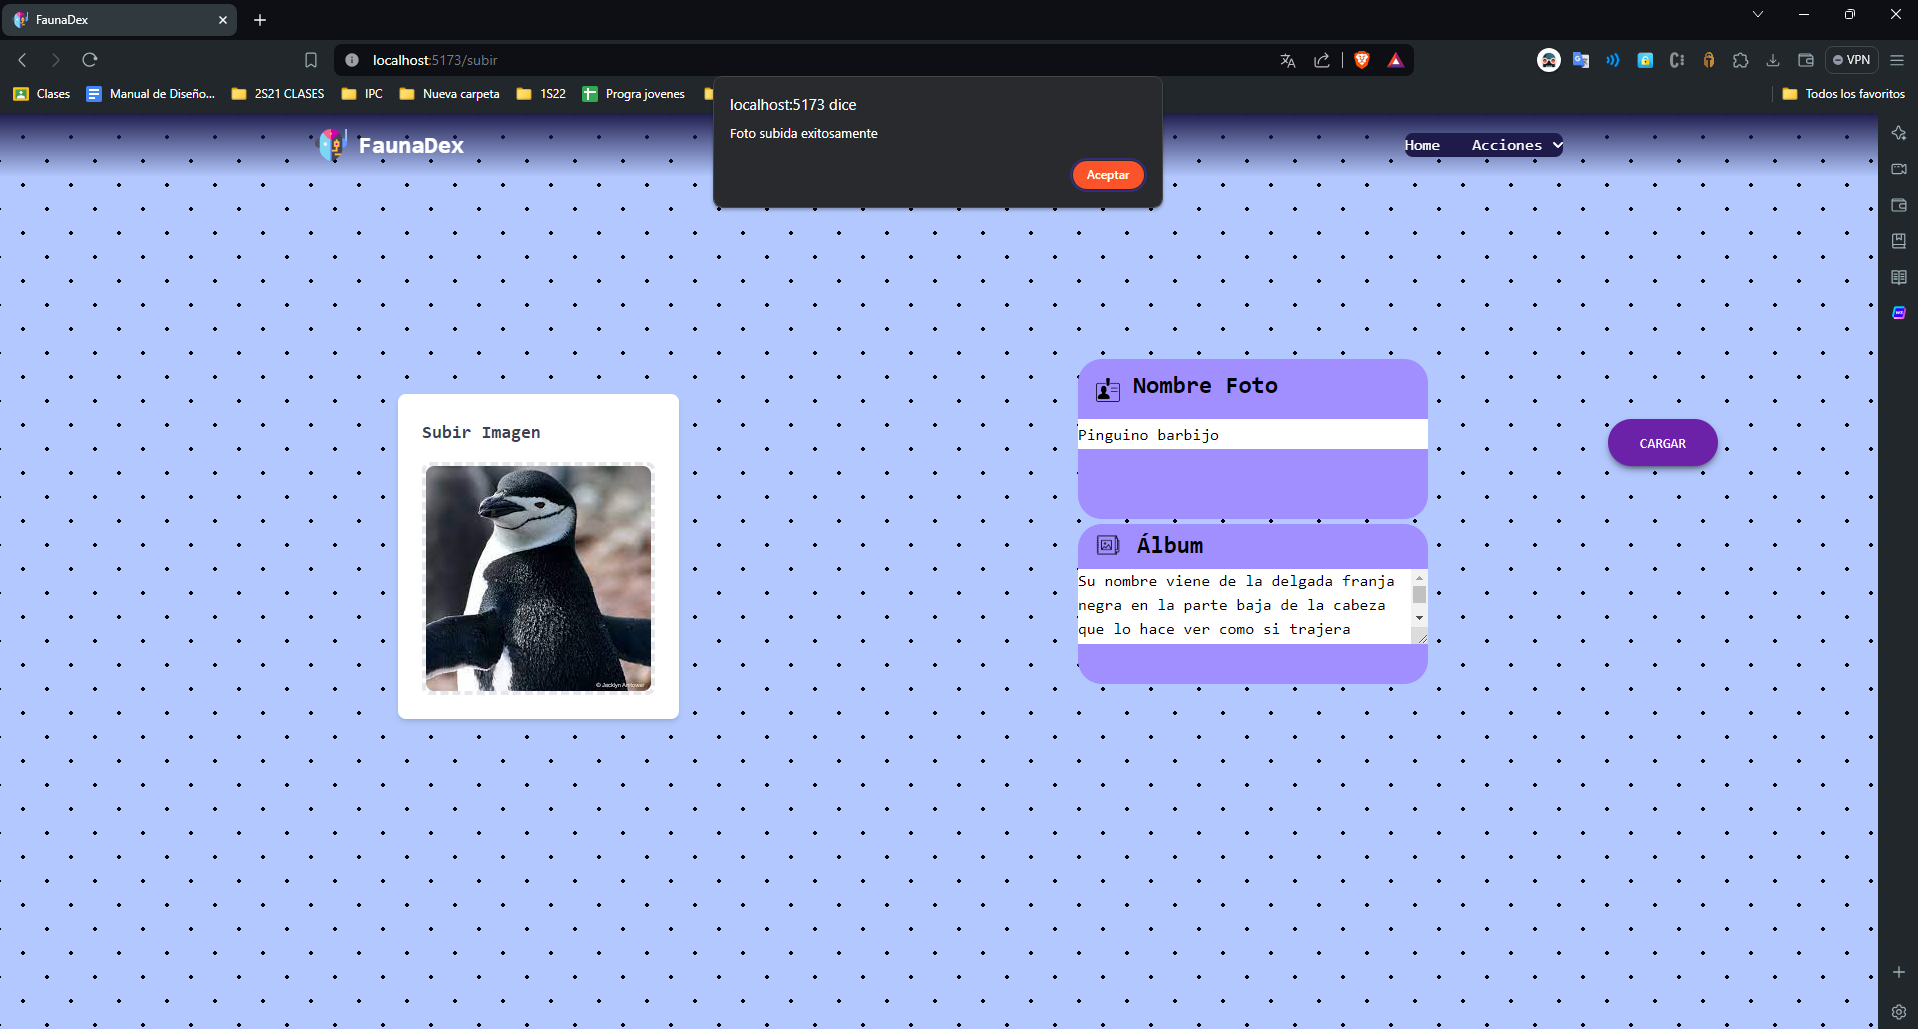 FaunaDex
localhost:5173/subir
VPN
Clases
Manual de Diseño...
2S21 CLASES
IPC
Nueva carpeta
1S22
Progra jovenes
Todos los favoritos
localhost:5173 dice
Foto subida exitosamente
Aceptar
FaunaDex
Home
Acciones
Subir Imagen
Nombre Foto
Pinguino barbijo
CARGAR
Álbum
Su nombre viene de la delgada franja
negra en la parte baja de la cabeza
que lo hace ver como si trajera